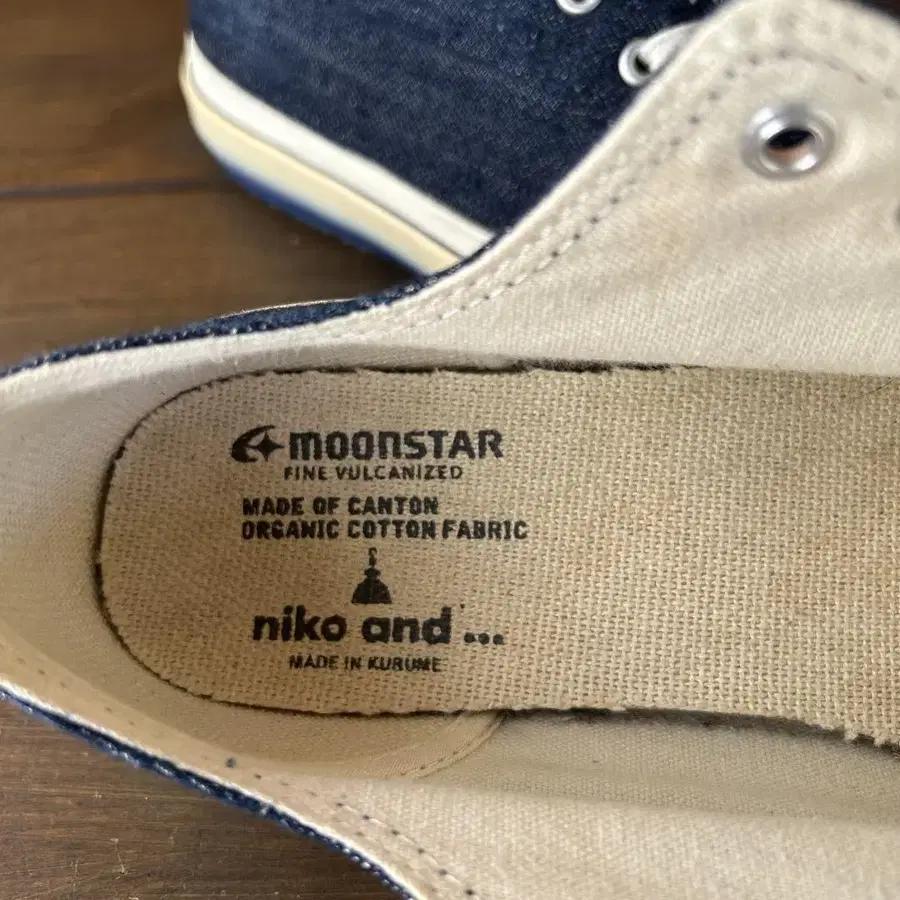 MOONSTAR
FINE VULCANIZED
MADE OF CANTON
ORGANIC COTTON FABRIC
niko and ...
MADE IN KURUME